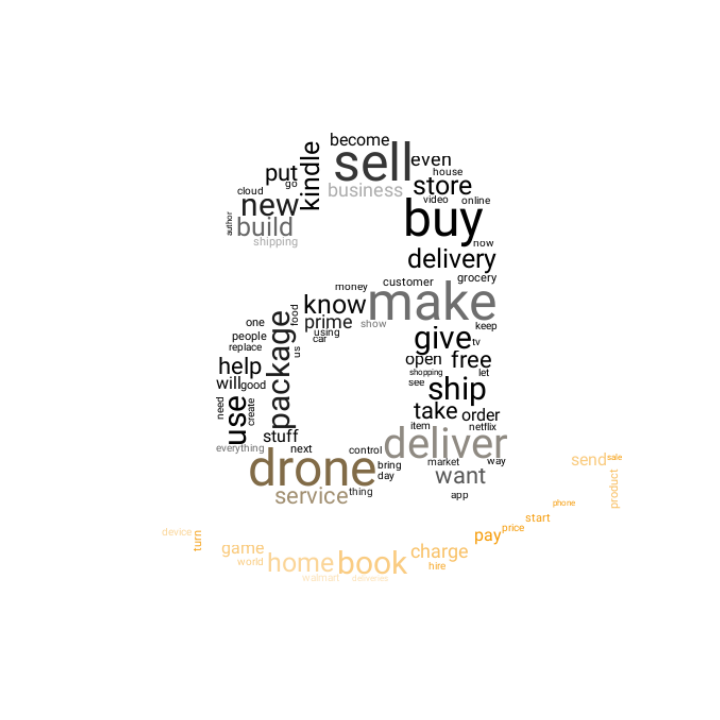 become
sell
even
kindle
put
go
house
cloud
business
store
new
video
online
author
build
buy
shipping
now
delivery
grocery
customer
money
make
know
food
prime
show
using
car
keep
one
people
replace
us
package
give
tv
open
free
shopping
let
help
will
good
see
ship
need
create
use
take
order
item
netflix
stuff
deliver
everything
next
control
drone
bring
day
market
way
want
service
thing
app
send
sale
product
phone
start
price
pay
device
turn
game
world
home
book
charge
hire
walmart
deliveries